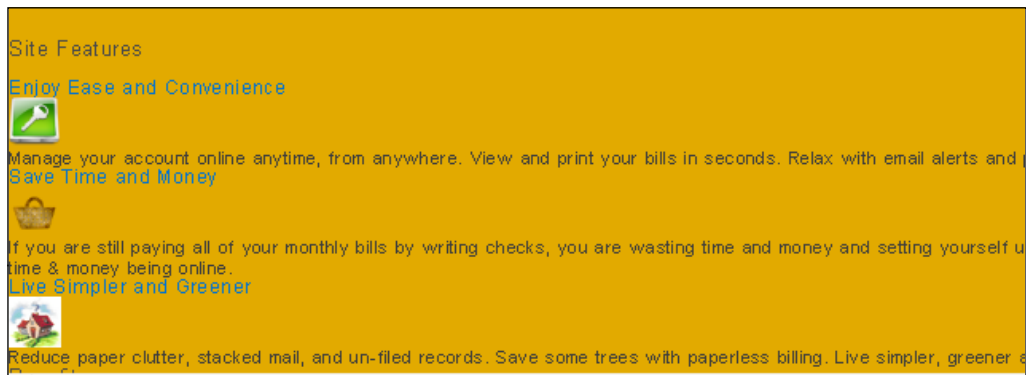 Site Features
Enjoy Ease and Convenience
Manage your account online anytime, from anywhere. View and print your bills in seconds. Relax with email alerts and
Save Time and Money
If you are still paying all of your monthly bills by writing checks, you are wasting time and money and setting yourself
time & money being online.
Live Simpler and Greener
Reduce paper clutter, stacked mail, and un-filed records. Save some trees with paperless billing. Live simpler, greener